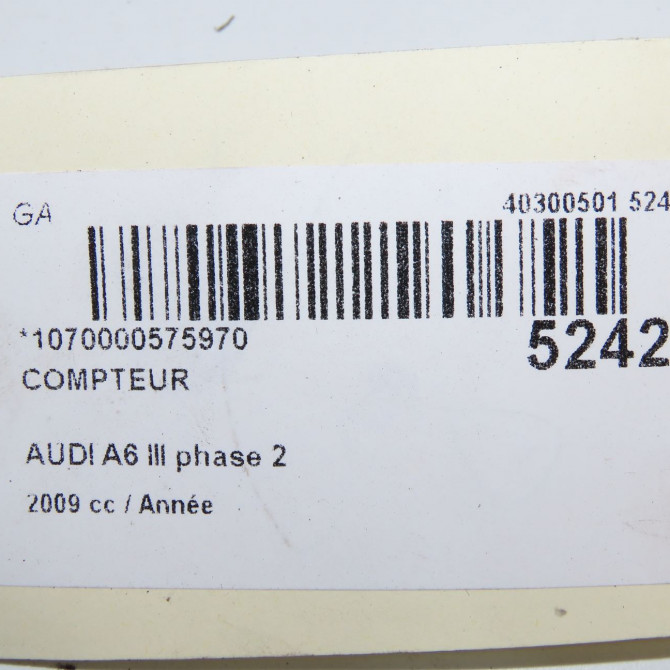 GA
40300501 524
*1070000575970
5242
COMPTEUR
AUDI A6 III phase 2
2009 cc / Année